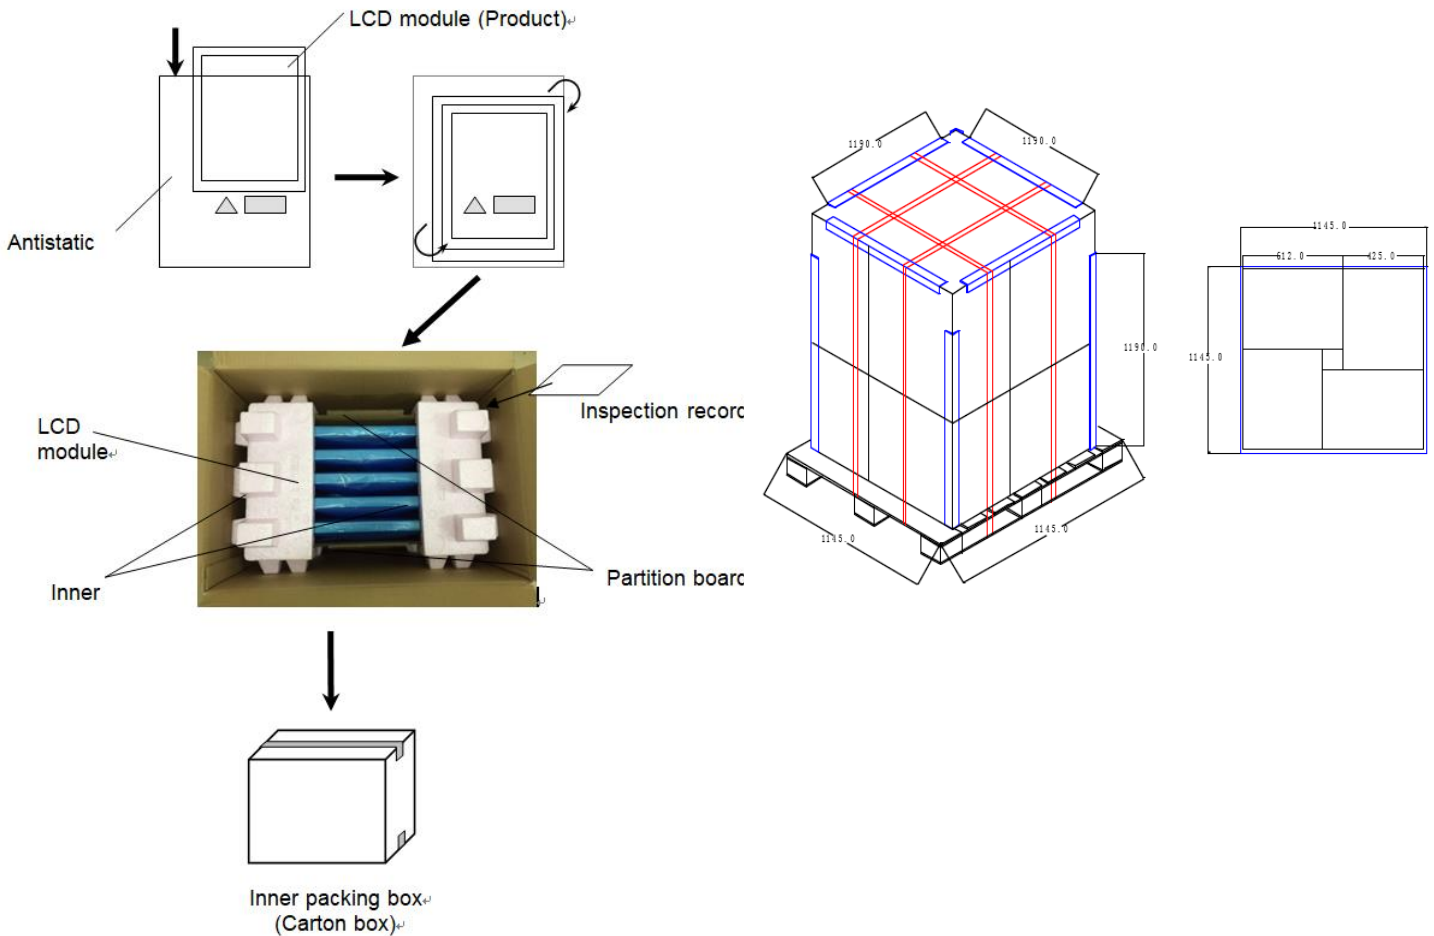 LCD module (Product)
Antistatic
LCD
module
Inspection record
Inner
Partition board
Inner packing box
(Carton box)
1190.0
1190.0
1190.0
1145.0
1145.0
1145.0
612.0
425.0
1145.0